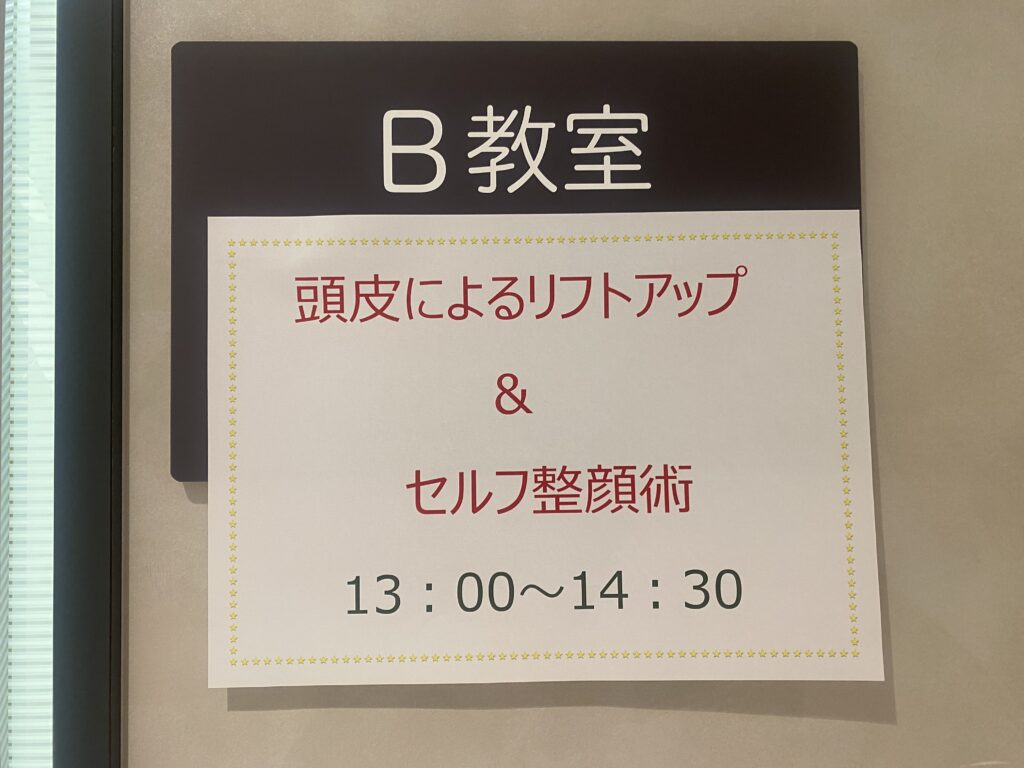 B教室
頭皮によるリフトアップ
&
セルフ整顔術
13：00～14：30